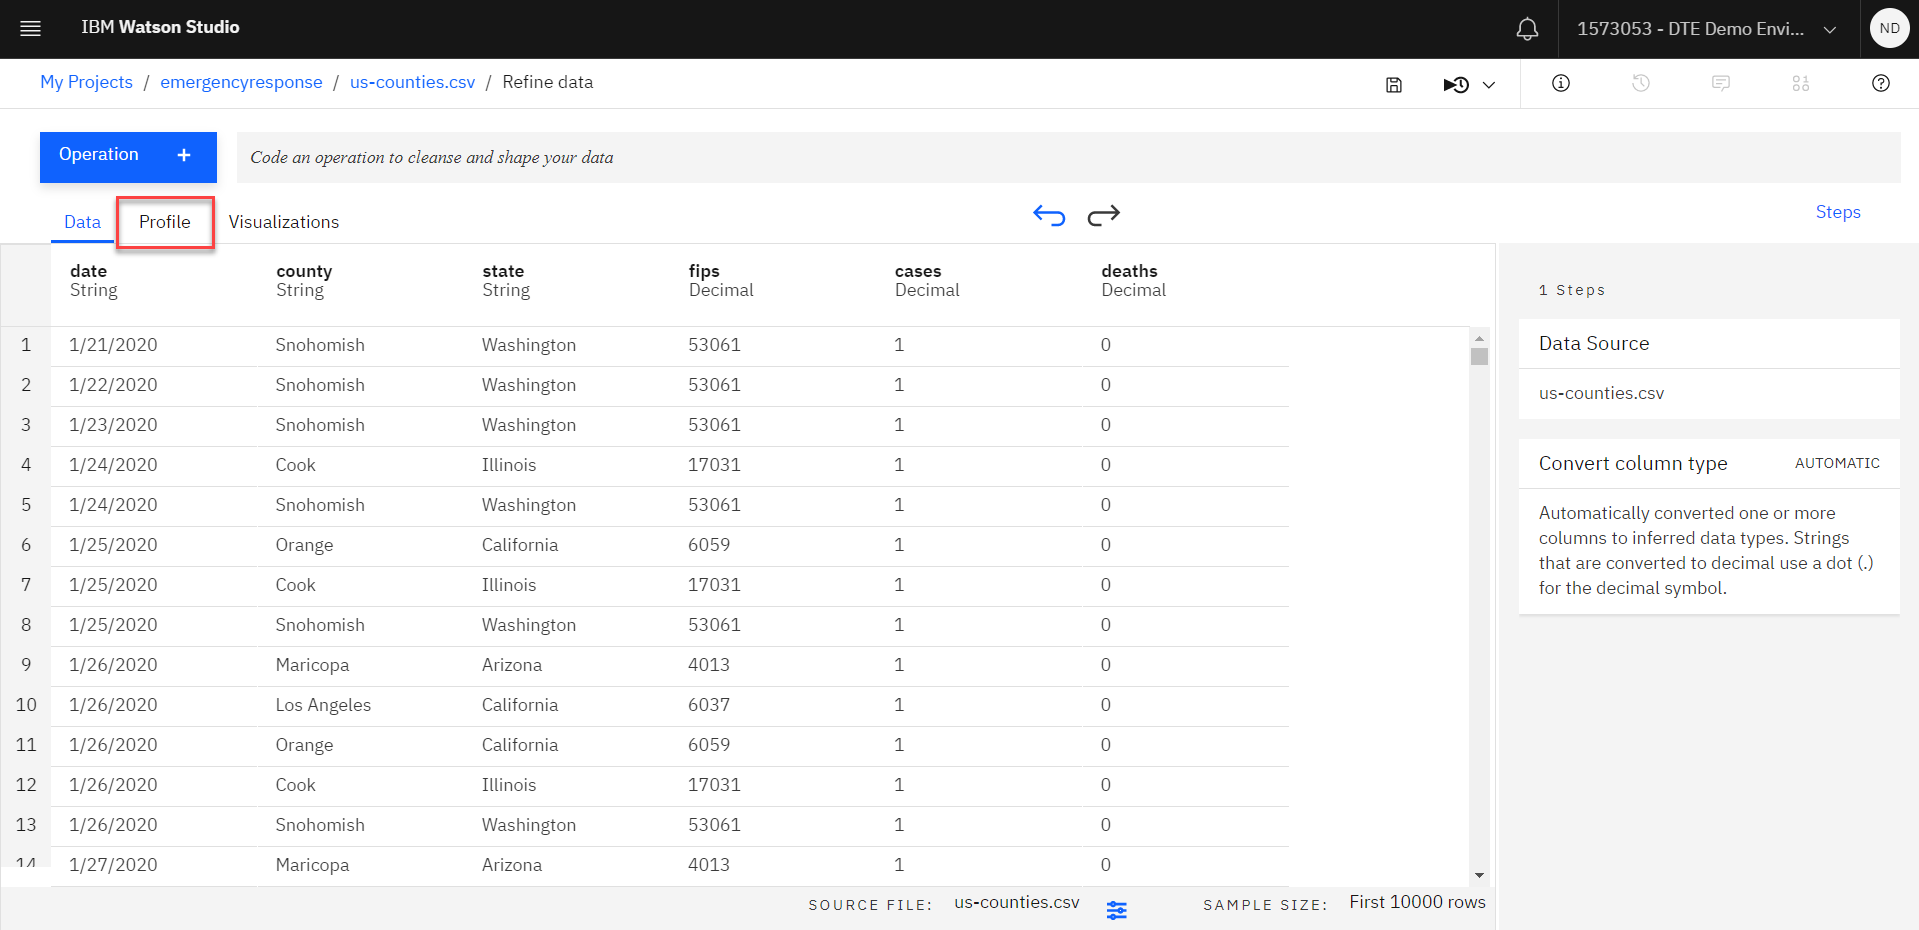 IBM Watson Studio
1573053 - DTE Demo Envi...
ND
My Projects / emergencyresponse / us-counties.csv / Refine data
Operation +
Code an operation to cleanse and shape your data
Data Profile Visualizations
Steps
date county state fips cases deaths
String String String Decimal Decimal Decimal
1 1/21/2020 Snohomish Washington 53061 1 0
2 1/22/2020 Snohomish Washington 53061 1 0
3 1/23/2020 Snohomish Washington 53061 1 0
4 1/24/2020 Cook Illinois 17031 1 0
5 1/24/2020 Snohomish Washington 53061 1 0
6 1/25/2020 Orange California 6059 1 0
7 1/25/2020 Cook Illinois 17031 1 0
8 1/25/2020 Snohomish Washington 53061 1 0
9 1/26/2020 Maricopa Arizona 4013 1 0
10 1/26/2020 Los Angeles California 6037 1 0
11 1/26/2020 Orange California 6059 1 0
12 1/26/2020 Cook Illinois 17031 1 0
13 1/26/2020 Snohomish Washington 53061 1 0
14 1/27/2020 Maricopa Arizona 4013 1 0
SOURCE FILE: us-counties.csv SAMPLE SIZE: First 10000 rows
1 Steps
Data Source
us-counties.csv
Convert column type AUTOMATIC
Automatically converted one or more
columns to inferred data types. Strings
that are converted to decimal use a dot (.)
for the decimal symbol.